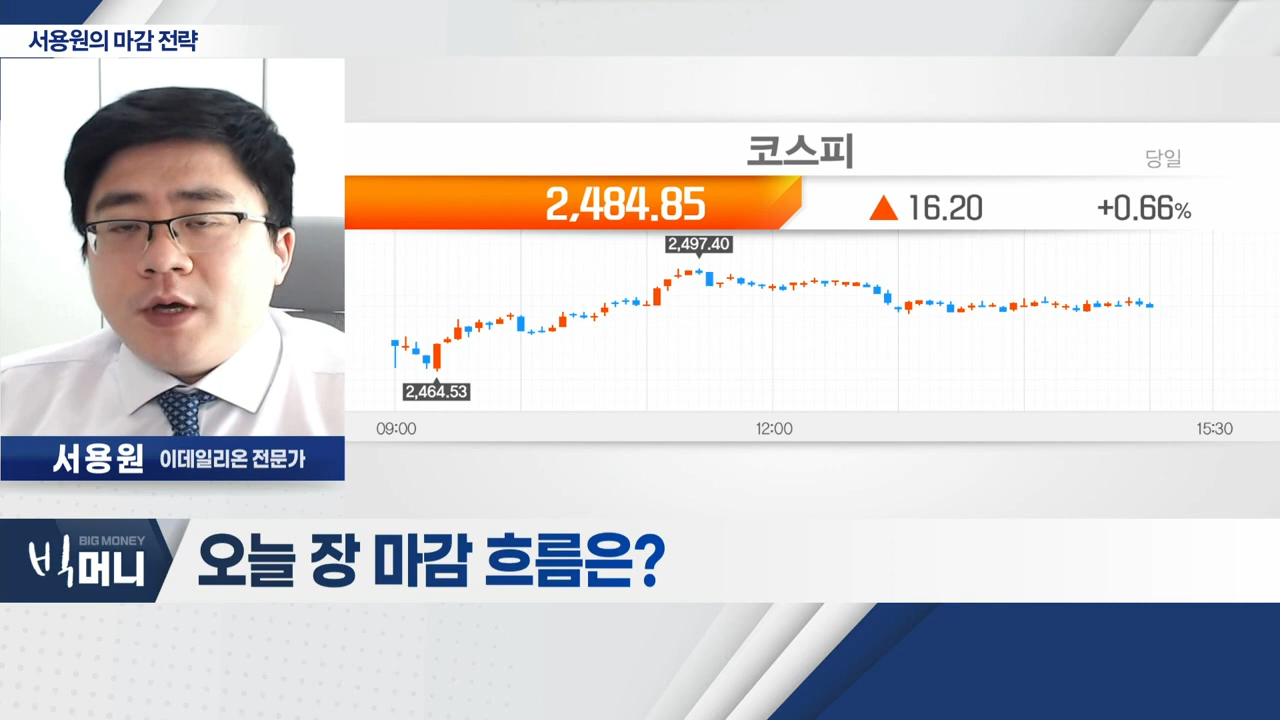 서용원의 마감 전략
코스피
당일
2,484.85 ▲ 16.20 +0.66%
2,497.40
2,464.53
09:00 12:00 15:30
서용원 이데일리온 전문가
BIG MONEY
빅머니
오늘 장 마감 흐름은?